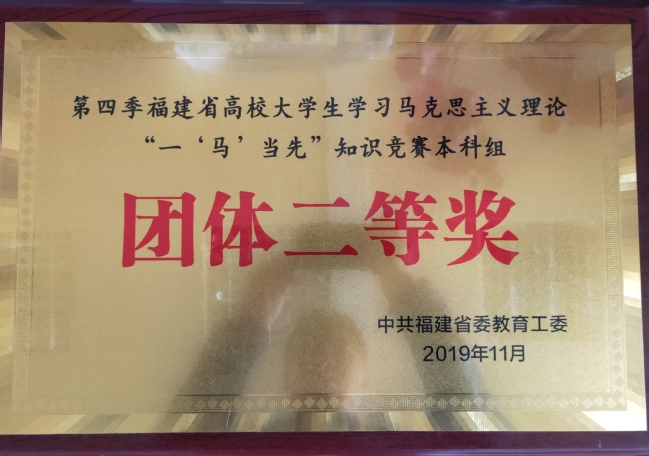 第四季福建省高校大学生学习马克思主义理论
“一‘马’当先”知识竞赛本科组
团体二等奖
中共福建省委教育工委
2019年11月